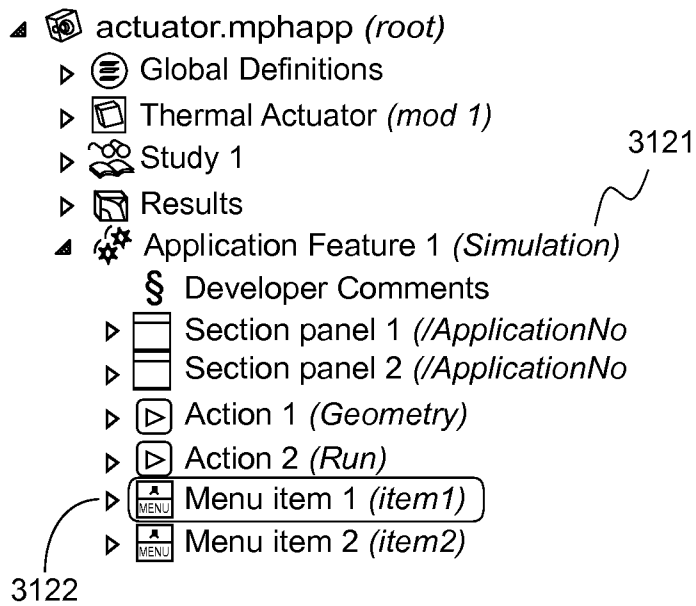 actuator.mphapp (root)
Global Definitions
Thermal Actuator (mod 1)
3121
Study 1
Results
Application Feature 1 (Simulation)
§ Developer Comments
Section panel 1 (/ApplicationNo
Section panel 2 (/ApplicationNo
Action 1 (Geometry)
Action 2 (Run)
MENU Menu item 1 (item1)
MENU Menu item 2 (item2)
3122